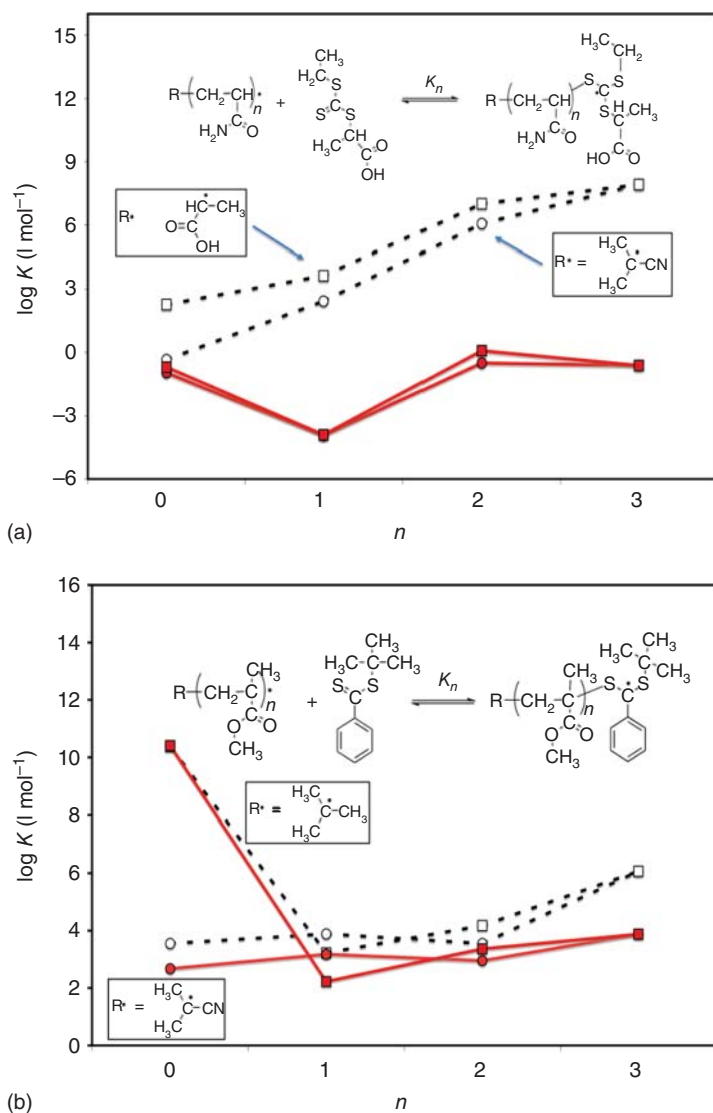 15
12
9
6
3
0
−3
−6
log K (l mol⁻¹)
0 1 2 3
n
(a)
CH₃
H₂C
S
S
S
CH
H₃C
C
O
OH
R
CH₂
H
C
•
n
+
H₂N
C
O
Kₙ
H₃C
CH₂
S
S
C
•
S
H
C
CH₃
C
HO
O
R
CH₂
CH
n
H₂N
C
O
R•
HC
•
CH₃
O=C
OH
R• =
H₃C
C
•
CN
H₃C
16
14
12
10
8
6
4
2
0
log K (l mol⁻¹)
0 1 2 3
n
(b)
R
CH₂
CH₃
C
•
n
C
O
O
H₃C
+
CH₃
H₃C
C
CH₃
S
S
C
Kₙ
R
CH₂
CH₃
C
n
O
C
O
H₃C
S
C
•
S
CH₃
H₃C
C
CH₃
R• =
H₃C
C
•
CH₃
H₃C
R• =
H₃C
C
•
CN
H₃C